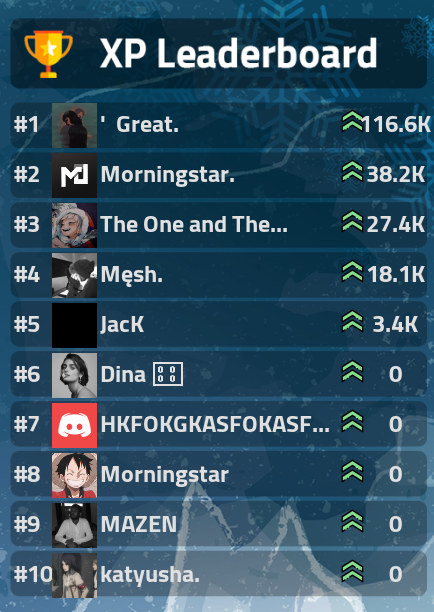 XP Leaderboard
#1 ' Great. 116.6K
#2 Morningstar. 38.2K
#3 The One and The... 27.4K
#4 Męsh. 18.1K
#5 JacK 3.4K
#6 Dina 0
#7 HKFOKGKASFOKASF... 0
#8 Morningstar 0
#9 MAZEN 0
#10 katyusha. 0